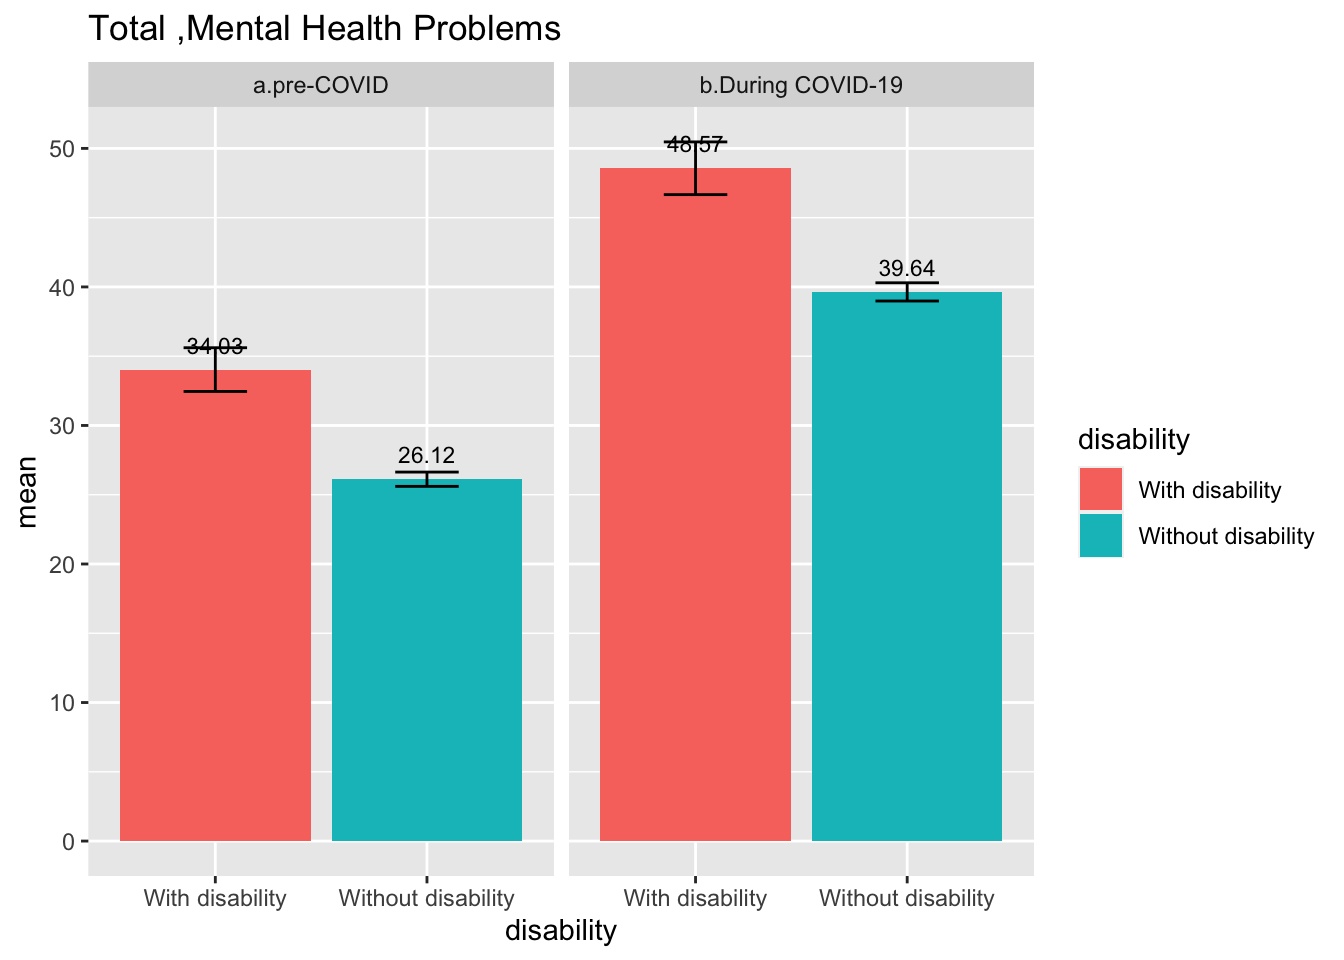 Total ,Mental Health Problems
a.pre-COVID
b.During COVID-19
mean
50
40
30
20
10
0
34.03
26.12
48.57
39.64
With disability
Without disability
With disability
Without disability
disability
disability
With disability
Without disability